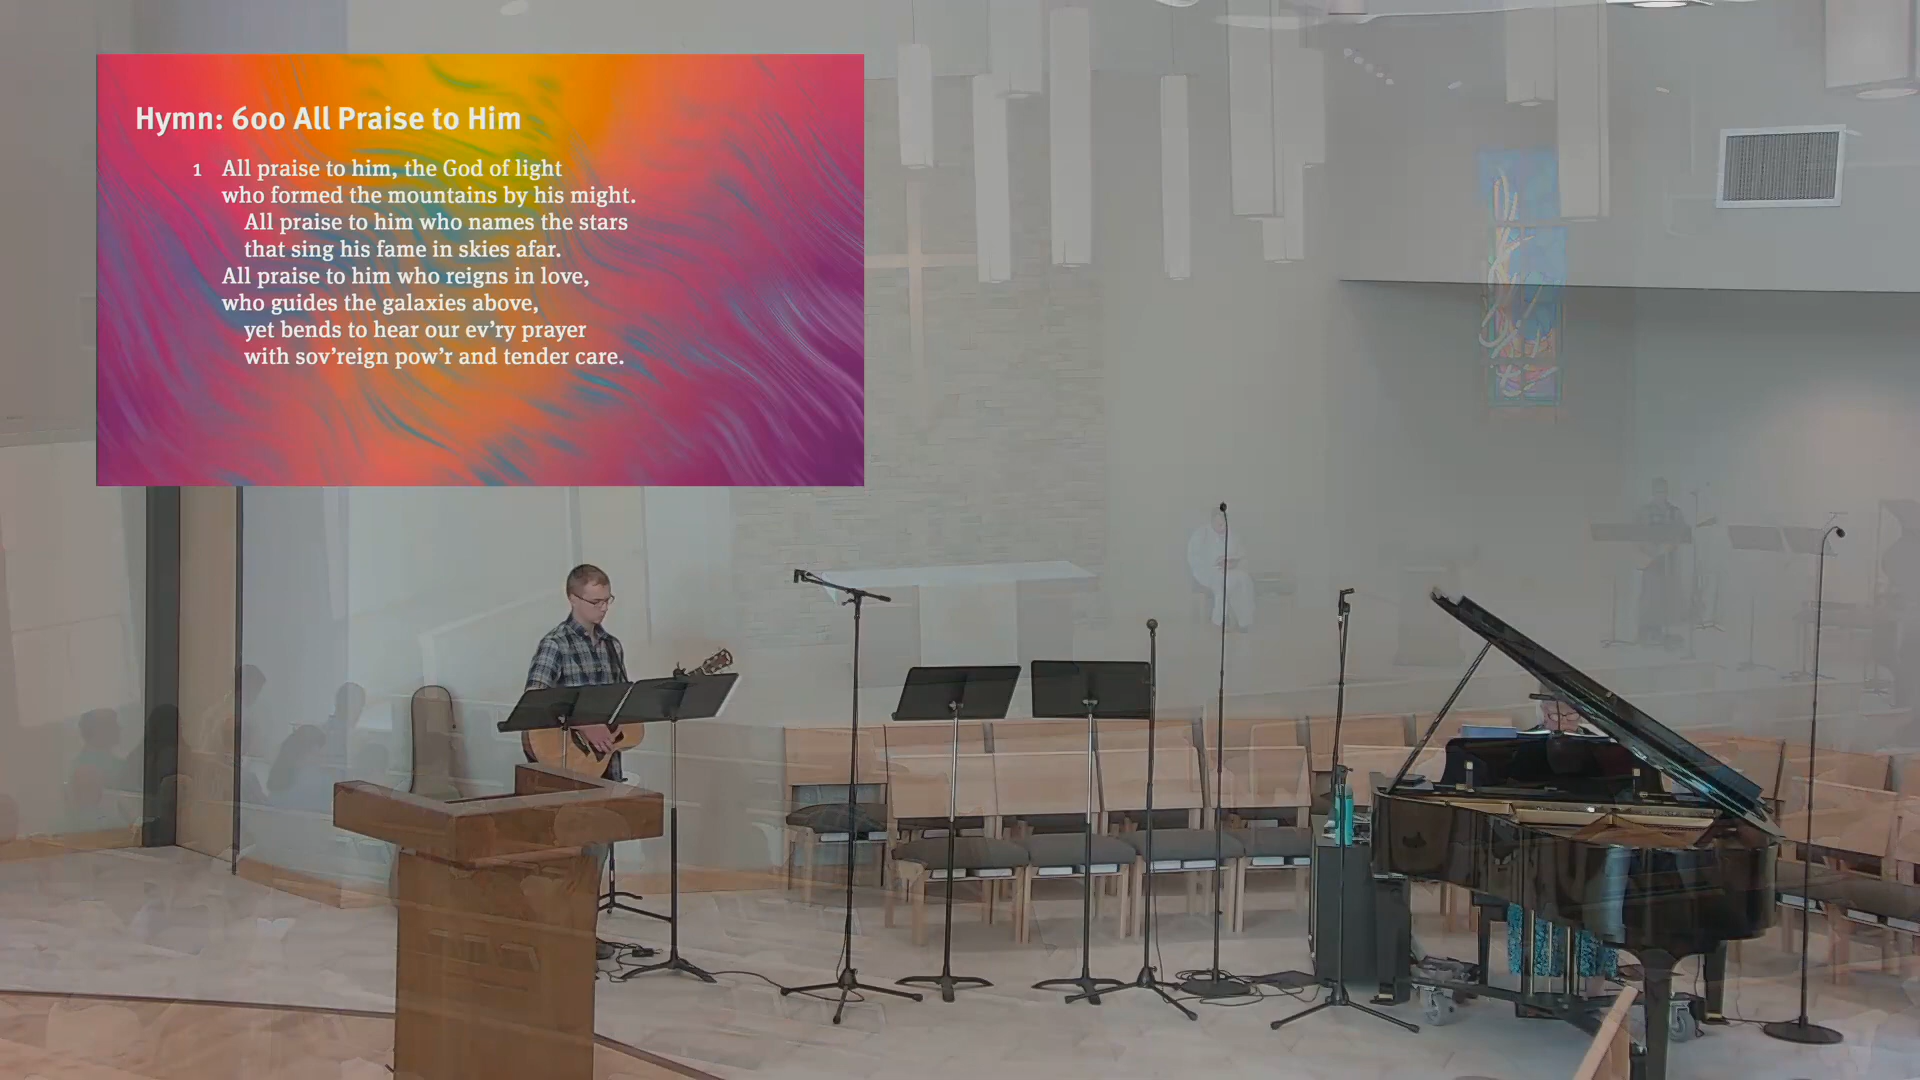 Hymn: 600 All Praise to Him
1 All praise to him, the God of light
who formed the mountains by his might.
All praise to him who names the stars
that sing his fame in skies afar.
All praise to him who reigns in love,
who guides the galaxies above,
yet bends to hear our ev’ry prayer
with sov’reign pow’r and tender care.